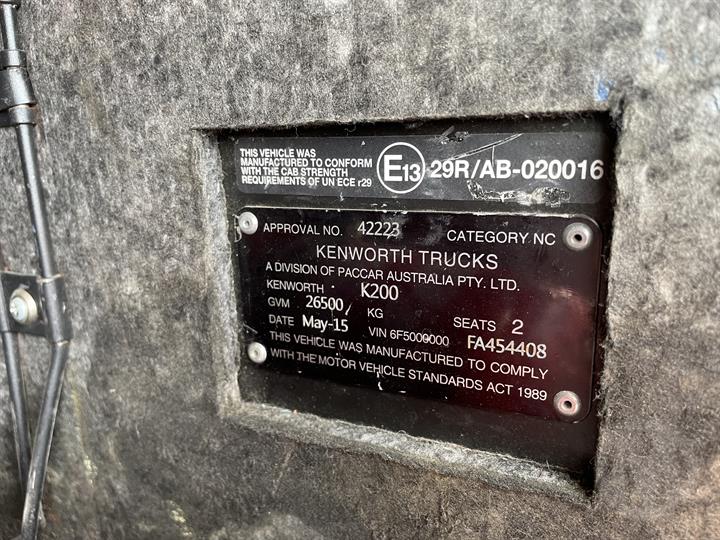 THIS VEHICLE WAS
MANUFACTURED TO CONFORM
WITH THE CAB STRENGTH
REQUIREMENTS OF UN ECE r29
E13 29R/AB-020016
APPROVAL NO. 42223 CATEGORY NC
KENWORTH TRUCKS
A DIVISION OF PACCAR AUSTRALIA PTY. LTD.
KENWORTH K200
GVM 26500 KG SEATS 2
DATE May-15 VIN 6F5000000 FA454408
THIS VEHICLE WAS MANUFACTURED TO COMPLY
WITH THE MOTOR VEHICLE STANDARDS ACT 1989